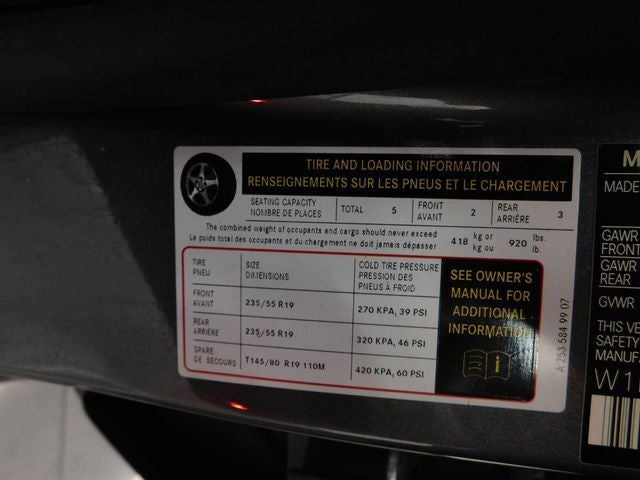 TIRE AND LOADING INFORMATION
RENSEIGNEMENTS SUR LES PNEUS ET LE CHARGEMENT
SEATING CAPACITY
NOMBRE DE PLACES
TOTAL 5
FRONT
AVANT
2
REAR
ARRIÈRE
3
The combined weight of occupants and cargo should never exceed
Le poids total des occupants et du chargement ne doit jamais dépasser
418 kg or
kg ou
920 lbs.
lb.
TIRE
PNEU
SIZE
DIMENSIONS
COLD TIRE PRESSURE
PRESSION DES
PNEUS À FROID
FRONT
AVANT
235/55 R19
270 KPA, 39 PSI
REAR
ARRIÈRE
235/55 R19
320 KPA, 46 PSI
SPARE
DE SECOURS
T145/80 R19 110M
420 KPA, 60 PSI
SEE OWNER'S
MANUAL FOR
ADDITIONAL
INFORMATION
A 253 584 99 07
MADE
GAWR
FRONT
GAWR
REAR
GVWR
THIS VE
SAFETY
MANUF